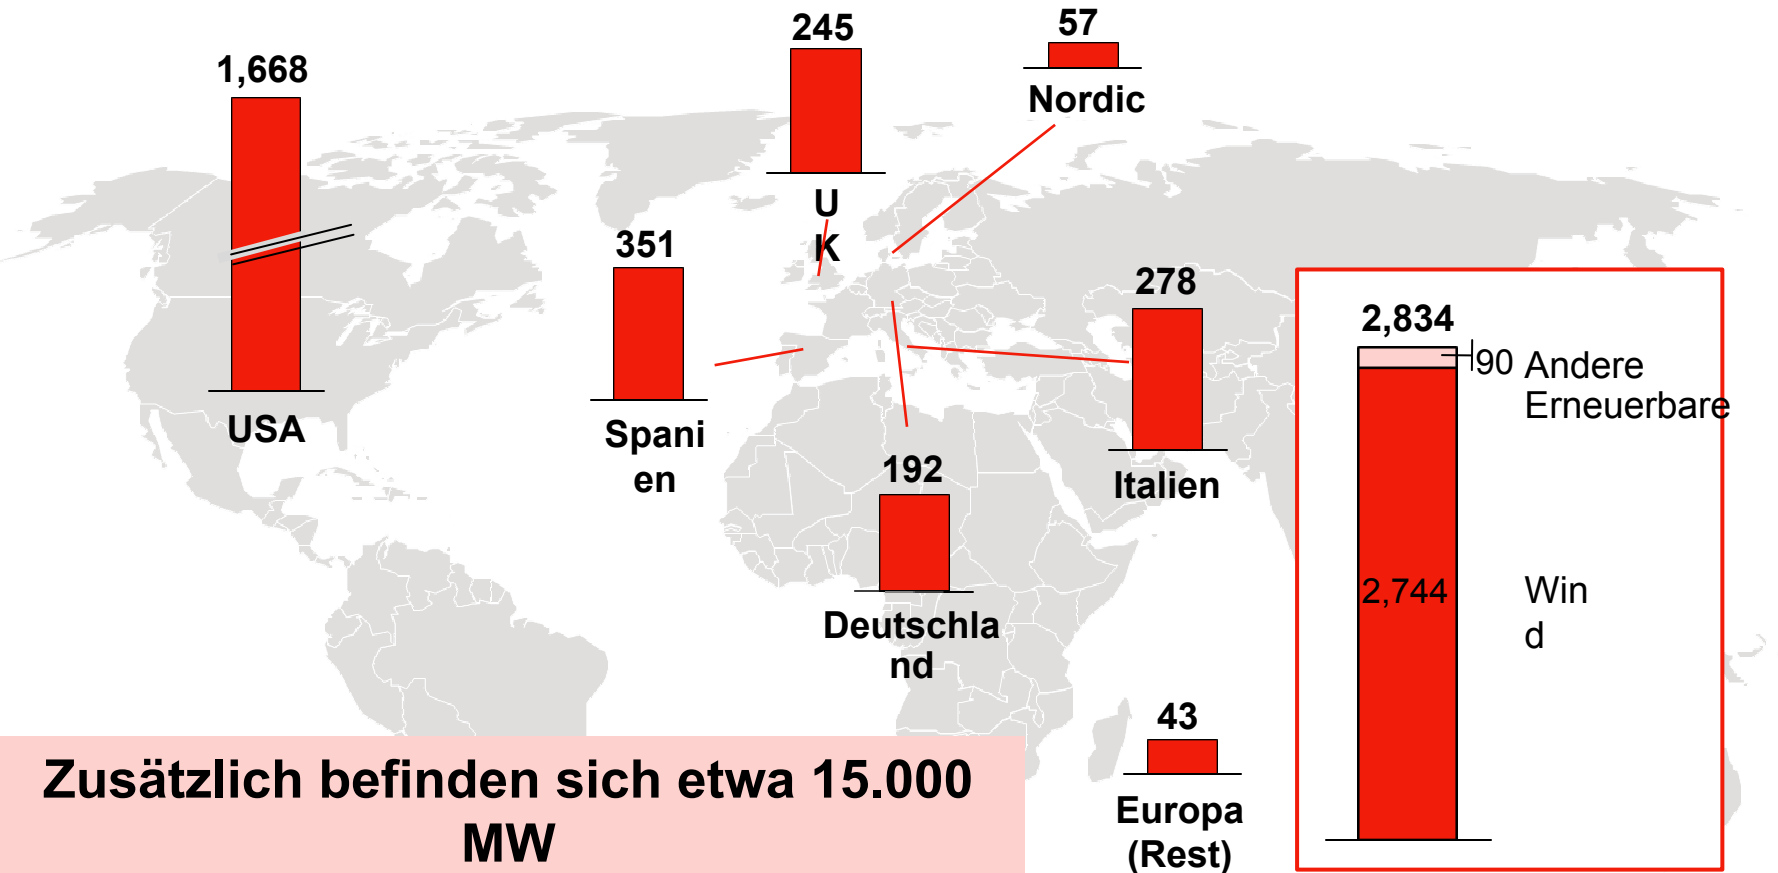 1,668
USA
245
U
K
57
Nordic
351
Spani
en
278
Italien
192
Deutschla
nd
43
Europa
(Rest)
2,834
90
Andere
Erneuerbare
2,744
Win
d
Zusätzlich befinden sich etwa 15.000
MW